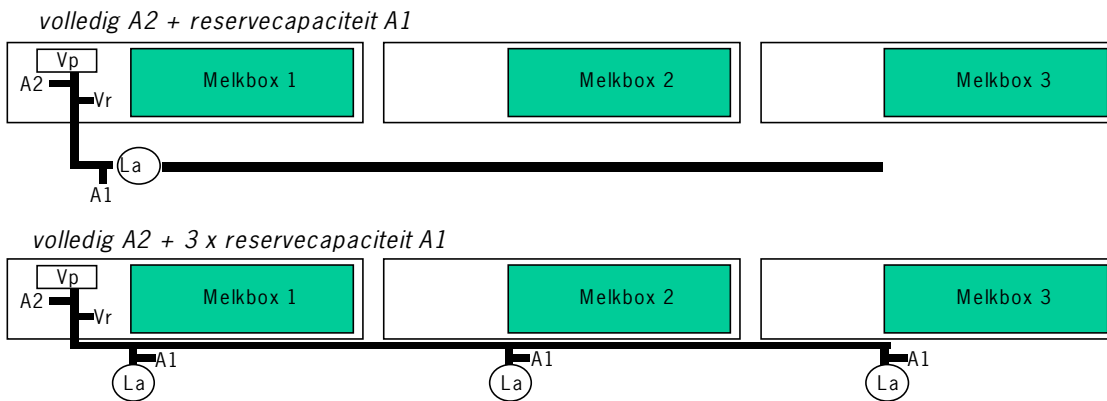 volledig A2 + reservecapaciteit A1
Vp
A2
Vr
Melkbox 1
Melkbox 2
Melkbox 3
La
A1
volledig A2 + 3 x reservecapaciteit A1
Vp
A2
Vr
Melkbox 1
Melkbox 2
Melkbox 3
A1
A1
A1
La
La
La